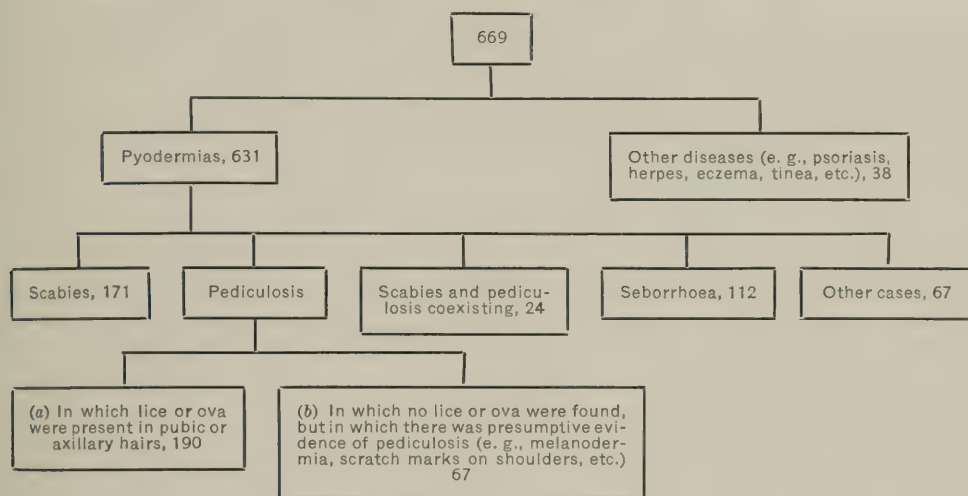 669
Pyodermias, 631
Other diseases (e. g., psoriasis,
herpes, eczema, tinea, etc.), 38
Scabies, 171
Pediculosis
Scabies and pedicu-
losis coexisting, 24
Seborrhoea, 112
Other cases, 67
(a) In which lice or ova
were present in pubic or
axillary hairs, 190
(b) In which no lice or ova were found,
but in which there was presumptive evi-
dence of pediculosis (e. g., melanoder-
mia, scratch marks on shoulders, etc.)
67